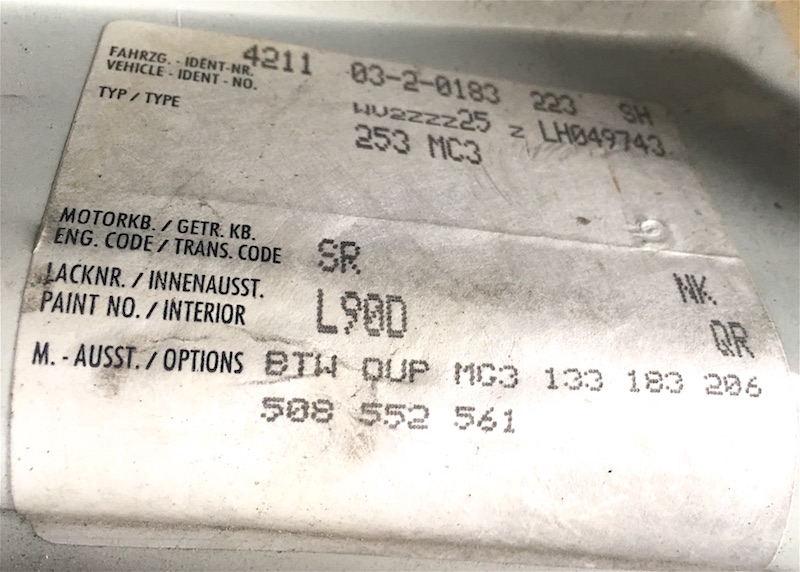 4211 03-2-0183 223 SH
FAHRZG. - IDENT-NR.
VEHICLE - IDENT - NO.
WV2ZZZ25 Z LH049743
TYP / TYPE
253 MC3
MOTORKB. / GETR. KB.
ENG. CODE / TRANS. CODE SR NK
LACKNR. / INNENAUSST.
PAINT NO. / INTERIOR L90D QR
M. - AUSST. / OPTIONS BTW QUP MC3 133 183 206
508 552 561